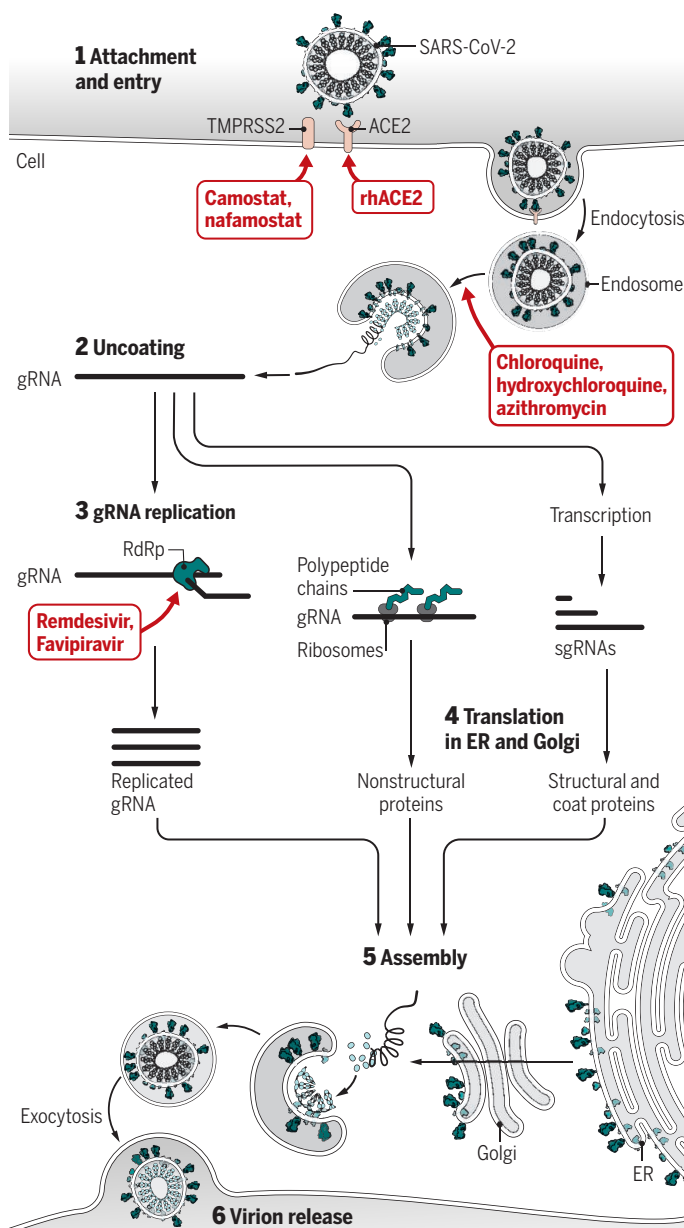 1 Attachment
and entry
SARS-CoV-2
TMPRSS2
ACE2
Cell
Camostat,
nafamostat
rhACE2
Endocytosis
Endosome
2 Uncoating
gRNA
Chloroquine,
hydroxychloroquine,
azithromycin
3 gRNA replication
RdRp
gRNA
Remdesivir,
Favipiravir
Polypeptide
chains
gRNA
Ribosomes
Transcription
sgRNAs
4 Translation
in ER and Golgi
Replicated
gRNA
Nonstructural
proteins
Structural and
coat proteins
5 Assembly
Exocytosis
Golgi
ER
6 Virion release